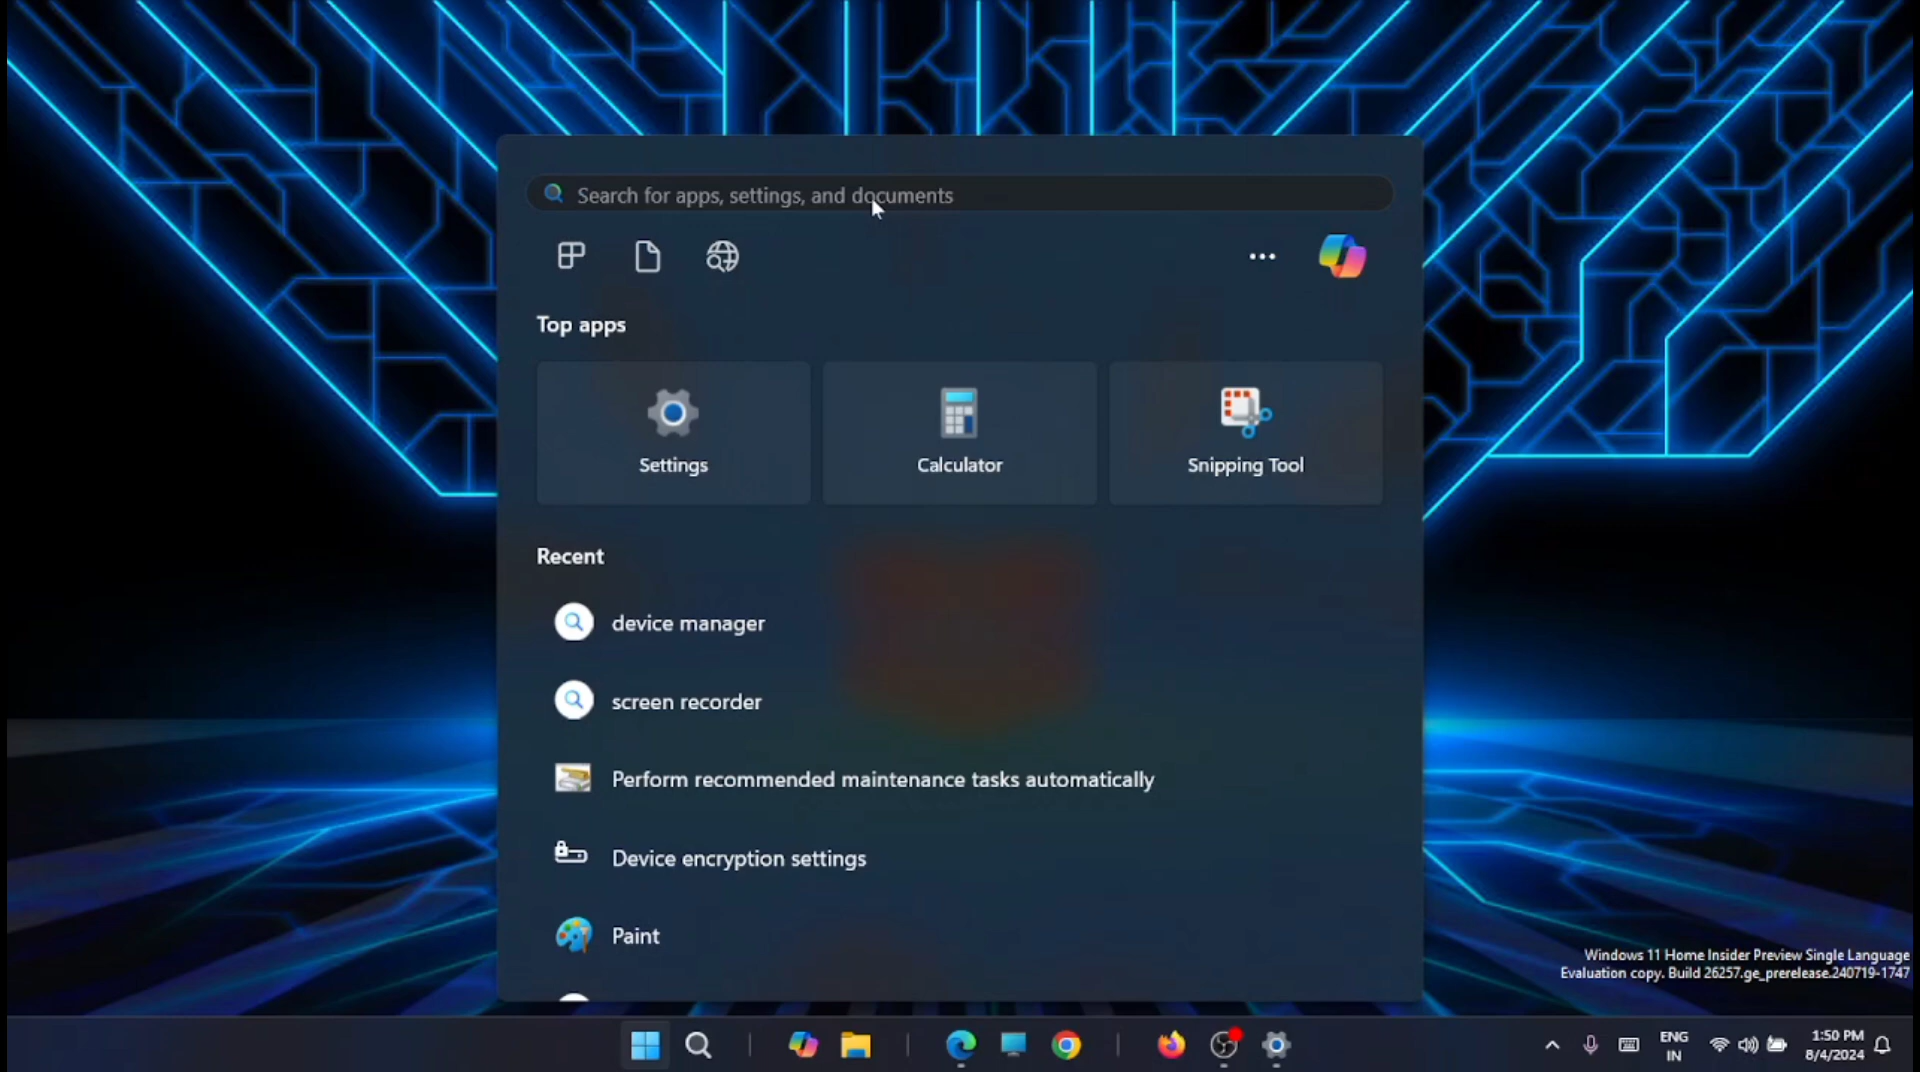 Search for apps, settings, and documents
Top apps
Settings
Calculator
Snipping Tool
Recent
device manager
screen recorder
Perform recommended maintenance tasks automatically
Device encryption settings
Paint
Windows 11 Home Insider Preview Single Language
Evaluation copy. Build 26257.ge_prerelease.240719-1747
ENG
IN
1:50 PM
8/4/2024